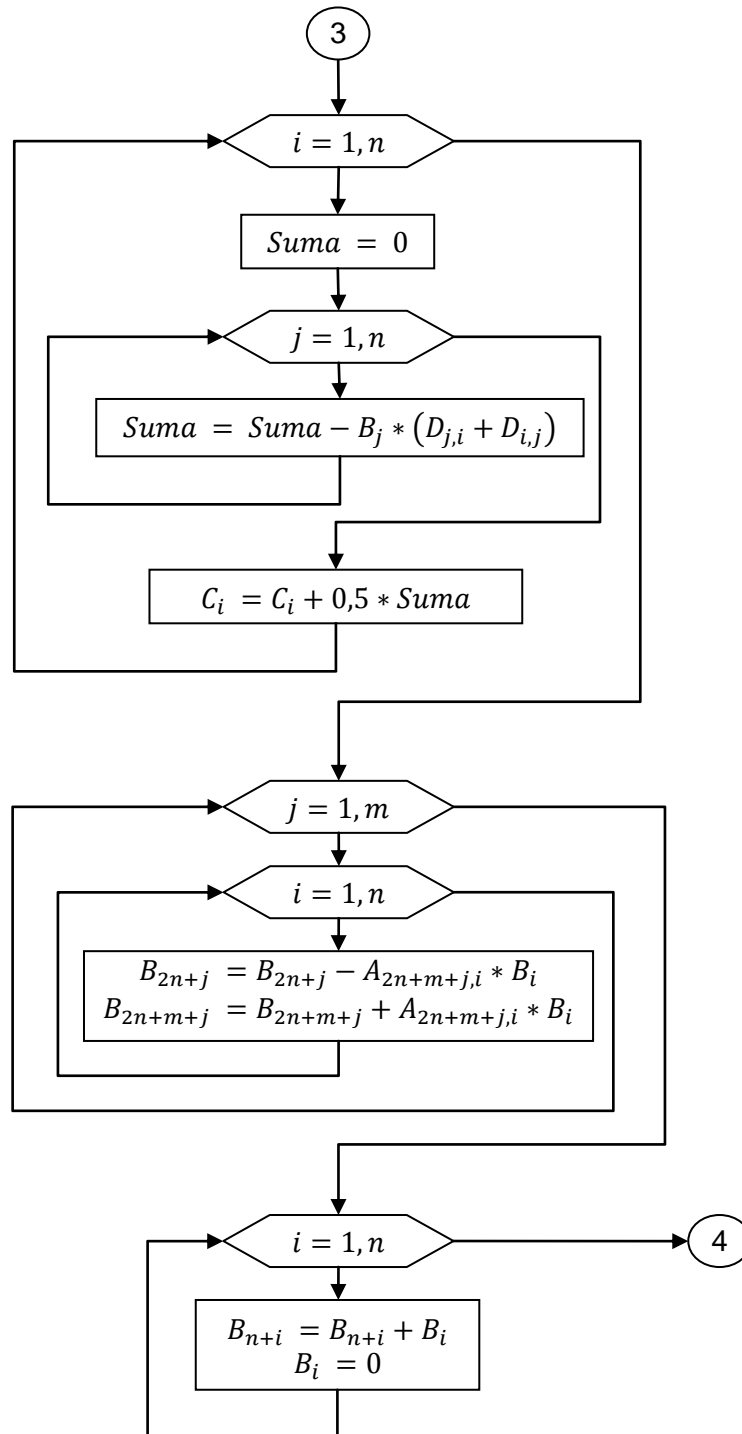 3
i = 1, n
Suma = 0
j = 1, n
Suma = Suma − B_j * (D_{j,i} + D_{i,j})
C_i = C_i + 0,5 * Suma
j = 1, m
i = 1, n
B_{2n+j} = B_{2n+j} − A_{2n+m+j,i} * B_i
B_{2n+m+j} = B_{2n+m+j} + A_{2n+m+j,i} * B_i
i = 1, n
4
B_{n+i} = B_{n+i} + B_i
B_i = 0